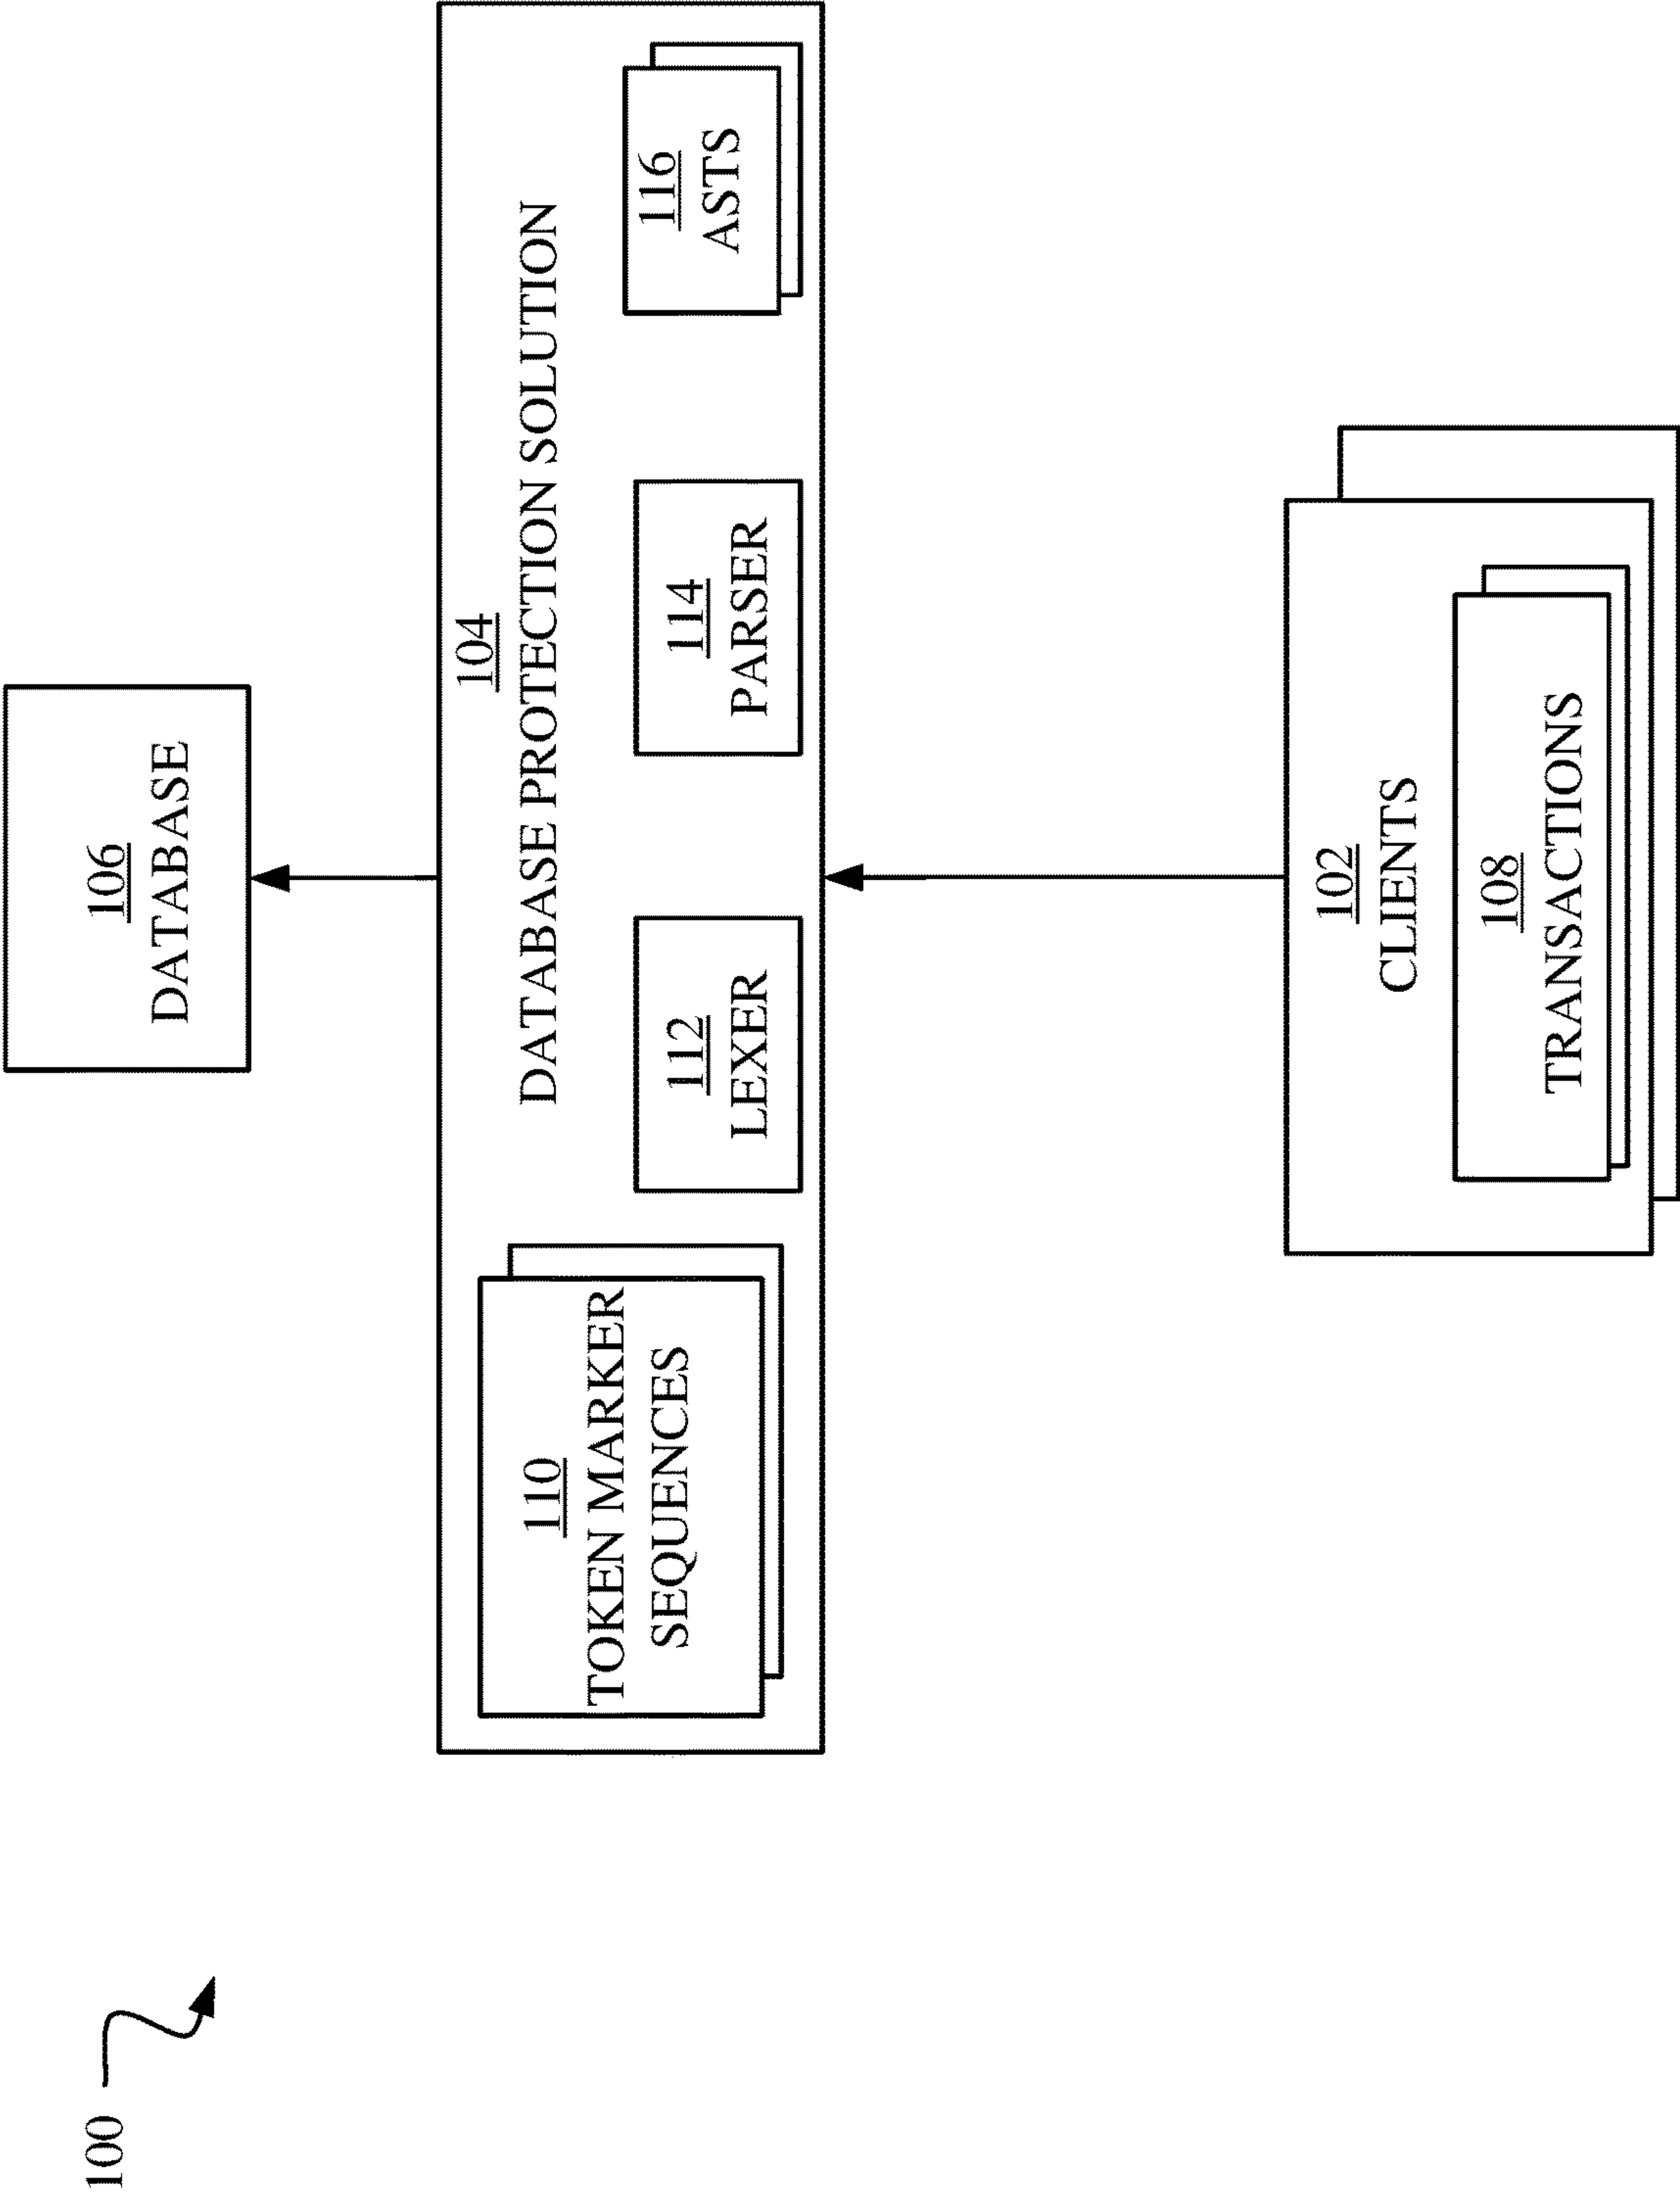 100
106
DATABASE
104
DATABASE PROTECTION SOLUTION
110
TOKEN MARKER
SEQUENCES
112
LEXER
114
PARSER
116
ASTS
102
CLIENTS
108
TRANSACTIONS